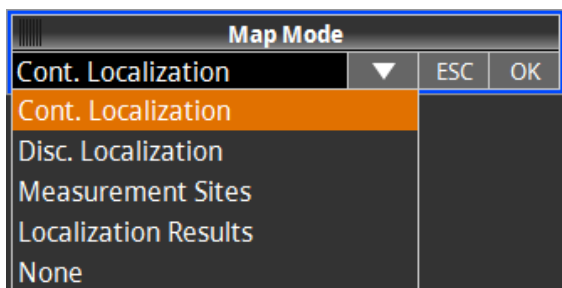 Map Mode
Cont. Localization ESC OK
Cont. Localization
Disc. Localization
Measurement Sites
Localization Results
None